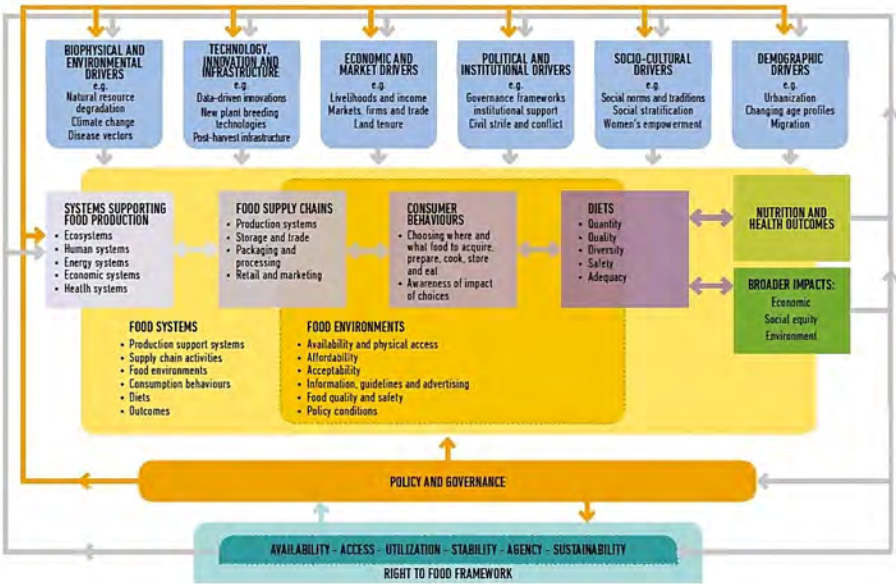 BIOPHYSICAL AND
ENVIRONMENTAL
DRIVERS
e.g.
Natural resource
degradation
Climate change
Disease vectors
TECHNOLOGY,
INNOVATION AND
INFRASTRUCTURE
e.g.
Data-driven innovations
New plant breeding
technologies
Post-harvest infrastructure
ECONOMIC AND
MARKET DRIVERS
e.g.
Livelihoods and income
Markets, firms and trade
Land tenure
POLITICAL AND
INSTITUTIONAL DRIVERS
e.g.
Governance frameworks
institutional support
Civil strife and conflict
SOCIO-CULTURAL
DRIVERS
e.g.
Social norms and traditions
Social stratification
Women's empowerment
DEMOGRAPHIC
DRIVERS
e.g.
Urbanization
Changing age profiles
Migration
SYSTEMS SUPPORTING
FOOD PRODUCTION
• Ecosystems
• Human systems
• Energy systems
• Economic systems
• Health systems
FOOD SUPPLY CHAINS
• Production systems
• Storage and trade
• Packaging and
processing
• Retail and marketing
CONSUMER
BEHAVIOURS
• Choosing where and
what food to acquire,
prepare, cook, store
and eat
• Awareness of impact
of choices
DIETS
• Quantity
• Quality
• Diversity
• Safety
• Adequacy
NUTRITION AND
HEALTH OUTCOMES
BROADER IMPACTS:
Economic
Social equity
Environment
FOOD SYSTEMS
• Production support systems
• Supply chain activities
• Food environments
• Consumption behaviours
• Diets
• Outcomes
FOOD ENVIRONMENTS
• Availability and physical access
• Affordability
• Acceptability
• Information, guidelines and advertising
• Food quality and safety
• Policy conditions
POLICY AND GOVERNANCE
AVAILABILITY - ACCESS - UTILIZATION - STABILITY - AGENCY - SUSTAINABILITY
RIGHT TO FOOD FRAMEWORK